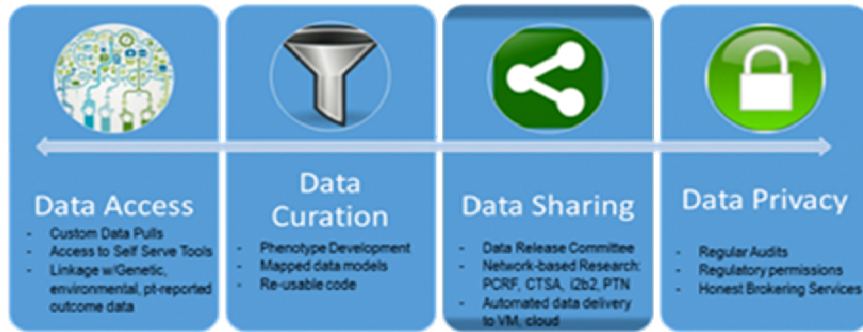 Data Access
- Custom Data Pulls
- Access to Self Serve Tools
- Linkage w/Genetic,
environmental, pt-reported
outcome data
Data
Curation
- Phenotype Development
- Mapped data models
- Re-usable code
Data Sharing
- Data Release Committee
- Network-based Research:
PCRF, CTSA, i2b2, PTN
- Automated data delivery
to VM, cloud
Data Privacy
- Regular Audits
- Regulatory permissions
- Honest Brokering Services